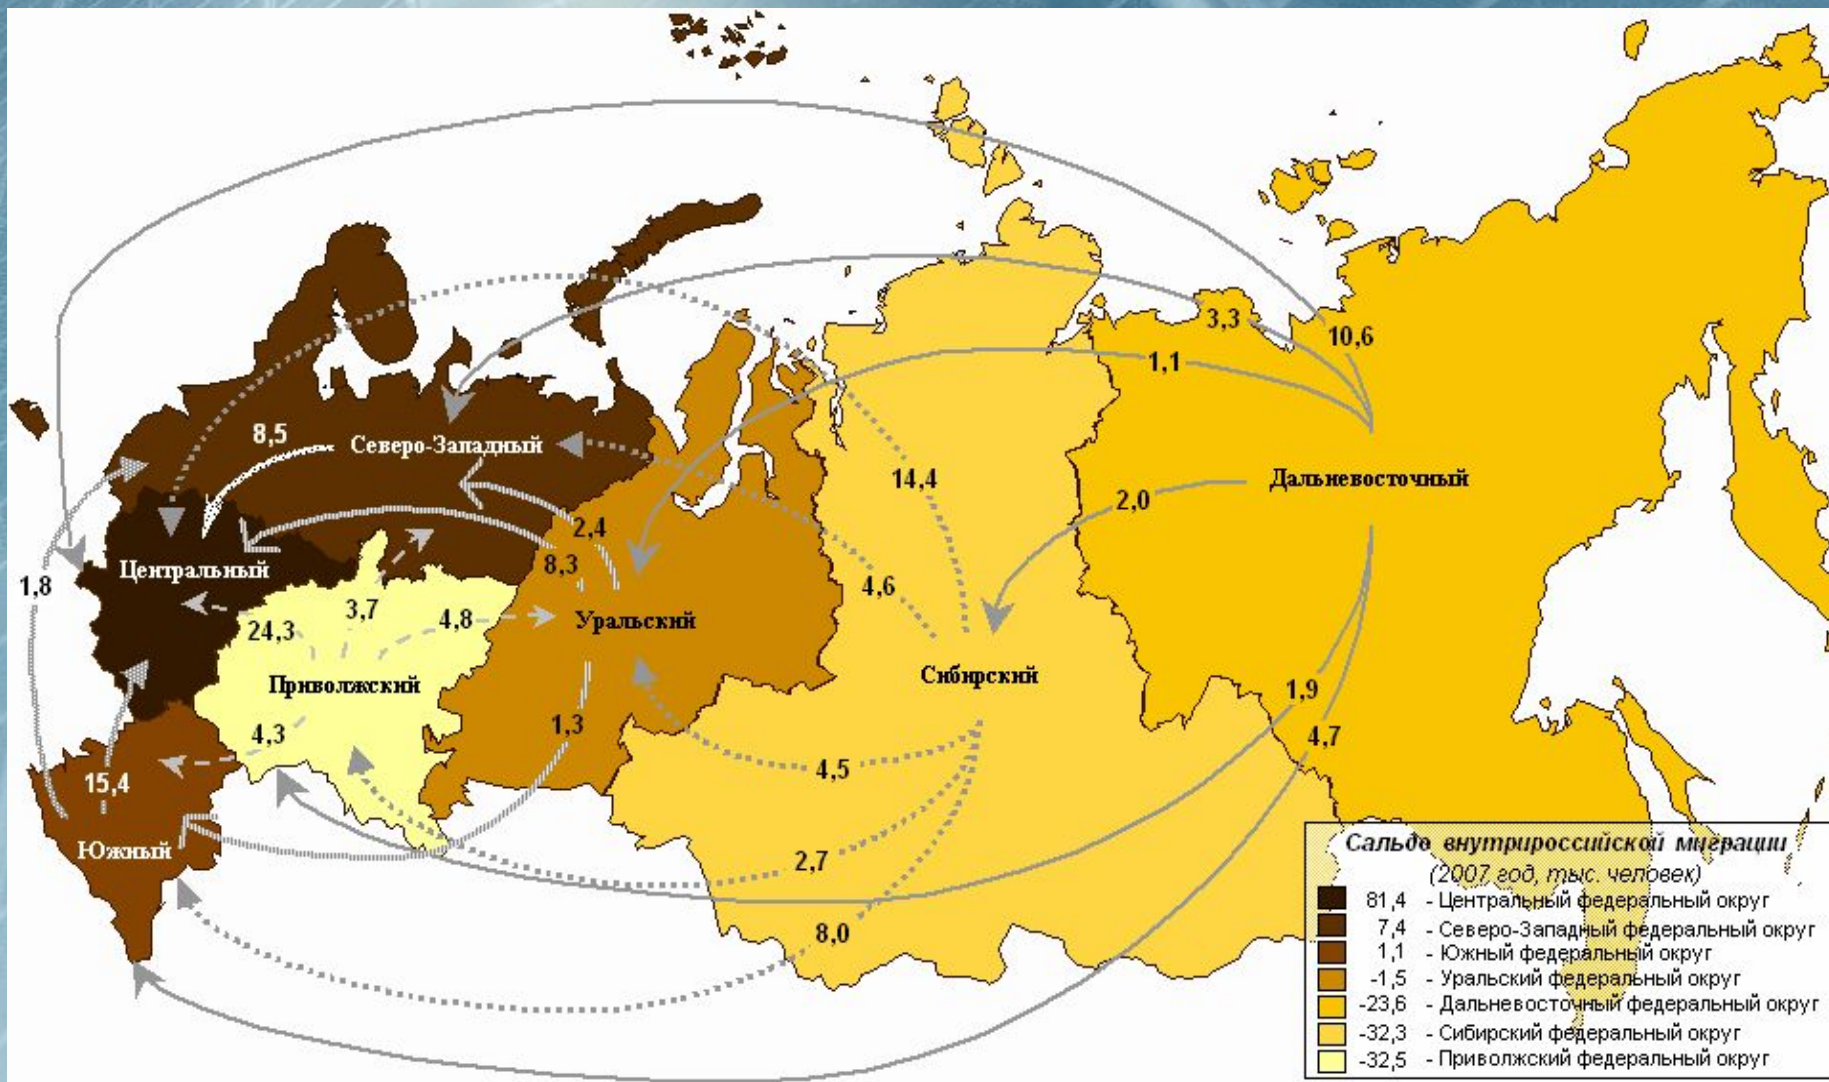 10,6
3,3
1,1
8,5
Северо-Западный
14,4
Дальневосточный
2,0
2,4
8,3
Центральный
1,8
3,7
4,6
24,3
4,8
Уральский
Приволжский
Сибирский
1,9
4,3
1,3
4,7
15,4
4,5
Южный
2,7
8,0
Сальдо внутрироссийской миграции
(2007 год, тыс. человек)
81,4 - Центральный федеральный округ
7,4 - Северо-Западный федеральный округ
1,1 - Южный федеральный округ
-1,5 - Уральский федеральный округ
-23,6 - Дальневосточный федеральный округ
-32,3 - Сибирский федеральный округ
-32,5 - Приволжский федеральный округ